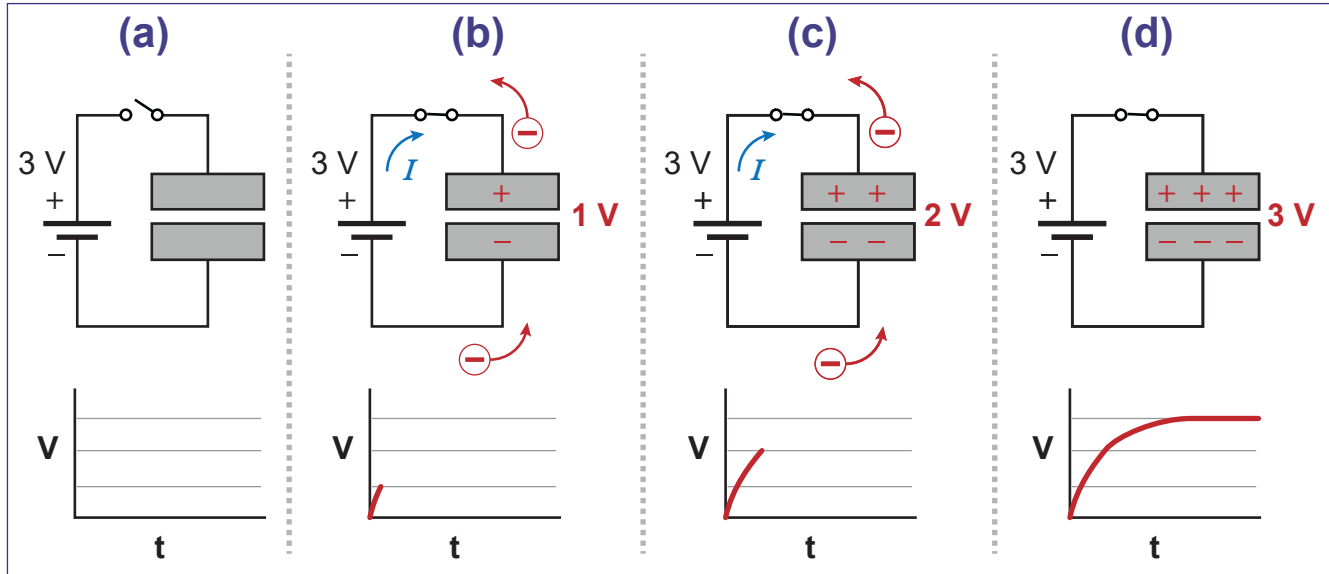 (a)
3 V
+
−
V
t
(b)
−
3 V
I
+
+
−
−
1 V
−
V
t
(c)
−
3 V
I
+
+ +
− −
−
2 V
−
V
t
(d)
3 V
+
+ + +
− − −
−
3 V
V
t